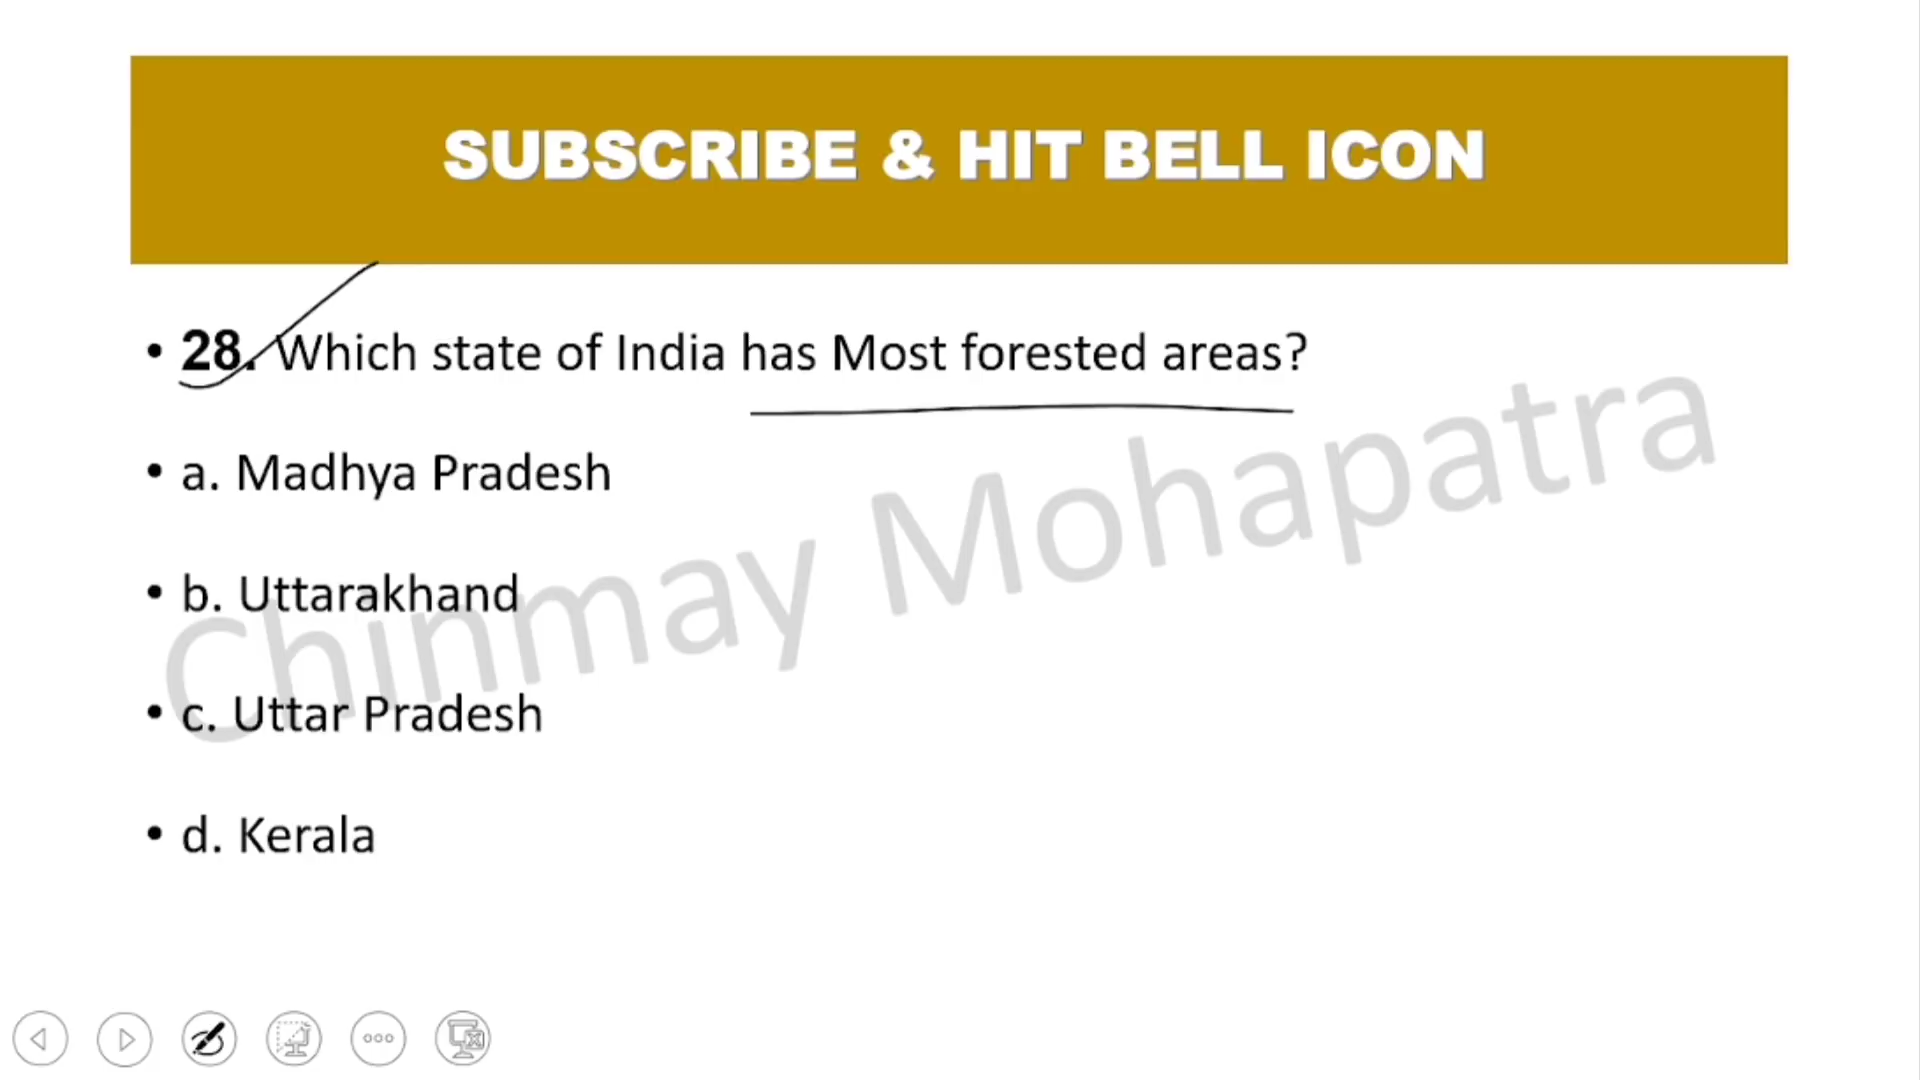 SUBSCRIBE & HIT BELL ICON
• 28. Which state of India has Most forested areas?
• a. Madhya Pradesh
• b. Uttarakhand
• c. Uttar Pradesh
• d. Kerala
Chinmay Mohapatra